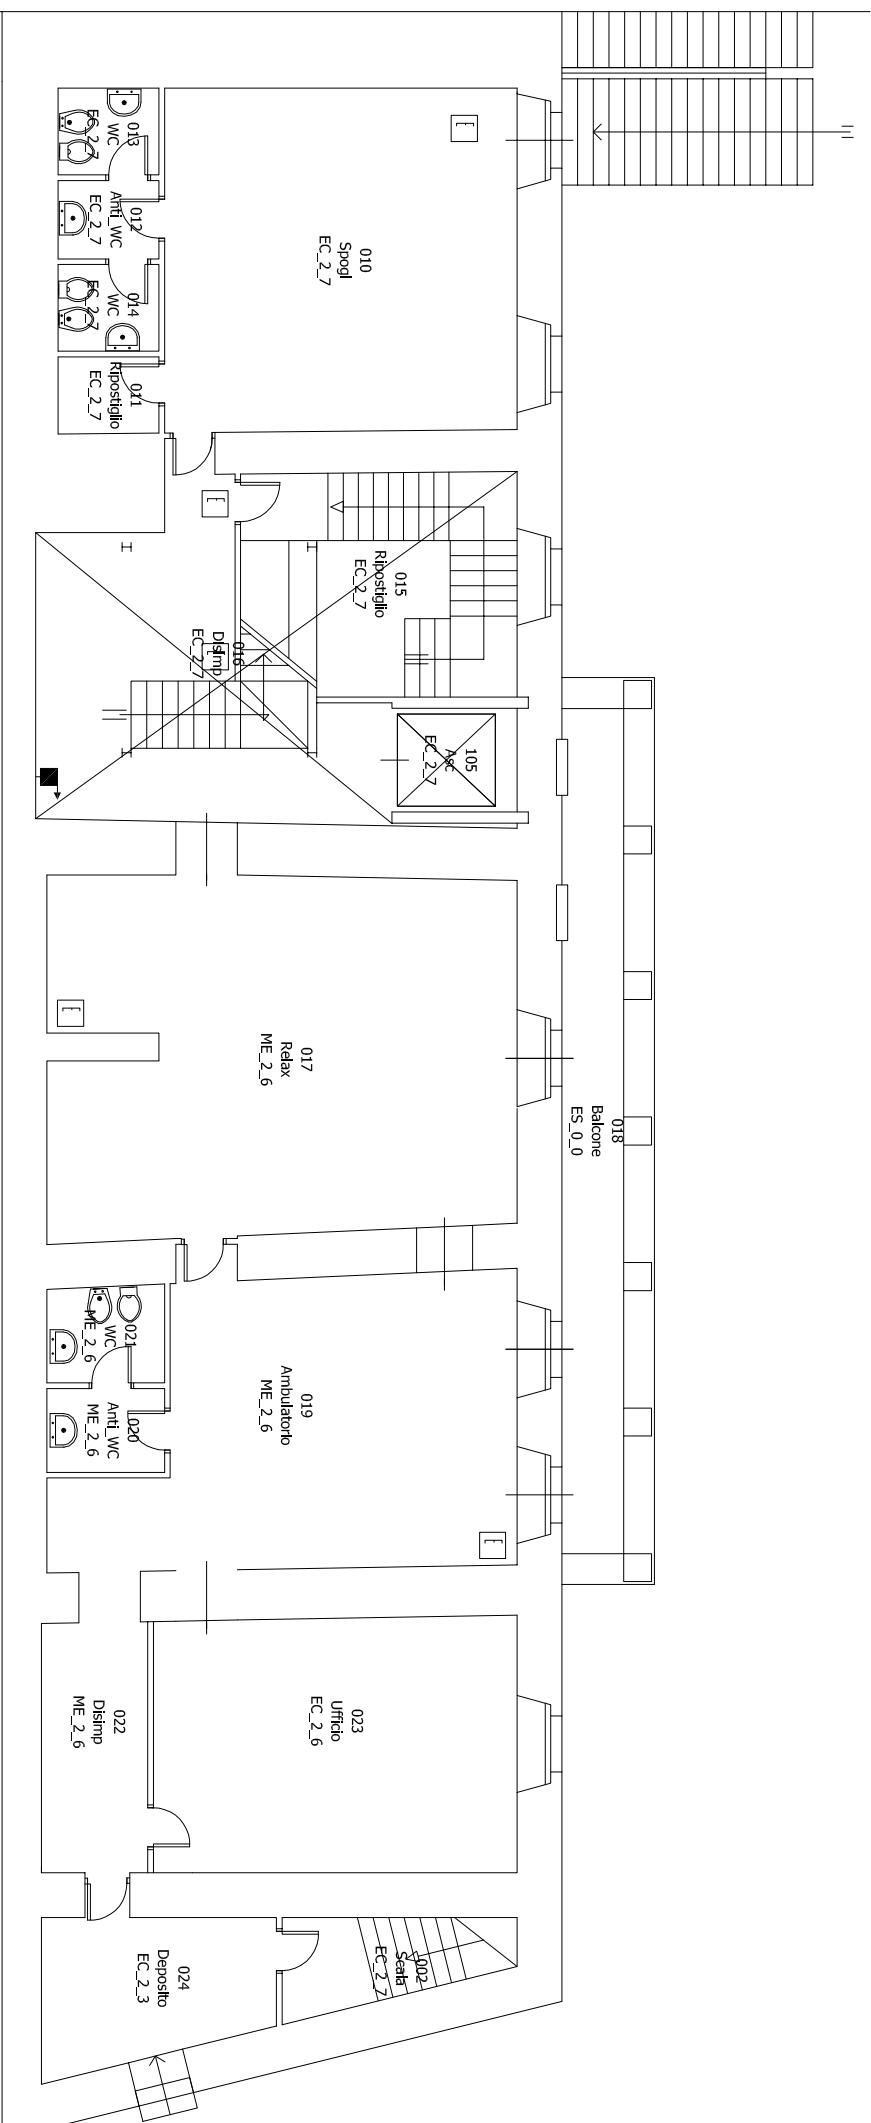 013
WC
EC_2_7
012
Anti_WC
EC_2_7
014
WC
EC_2_7
011
Ripostiglio
EC_2_7
010
Spogl
EC_2_7
015
Ripostiglio
EC_2_7
016
Disimp
EC_2_7
105
Asc
EC_2_7
017
Relax
ME_2_6
018
Balcone
ES_0_0
021
WC
ME_2_6
020
Anti_WC
ME_2_6
019
Ambulatorio
ME_2_6
022
Disimp
ME_2_6
023
Ufficio
EC_2_6
024
Deposito
EC_2_3
002
Scala
EC_2_7